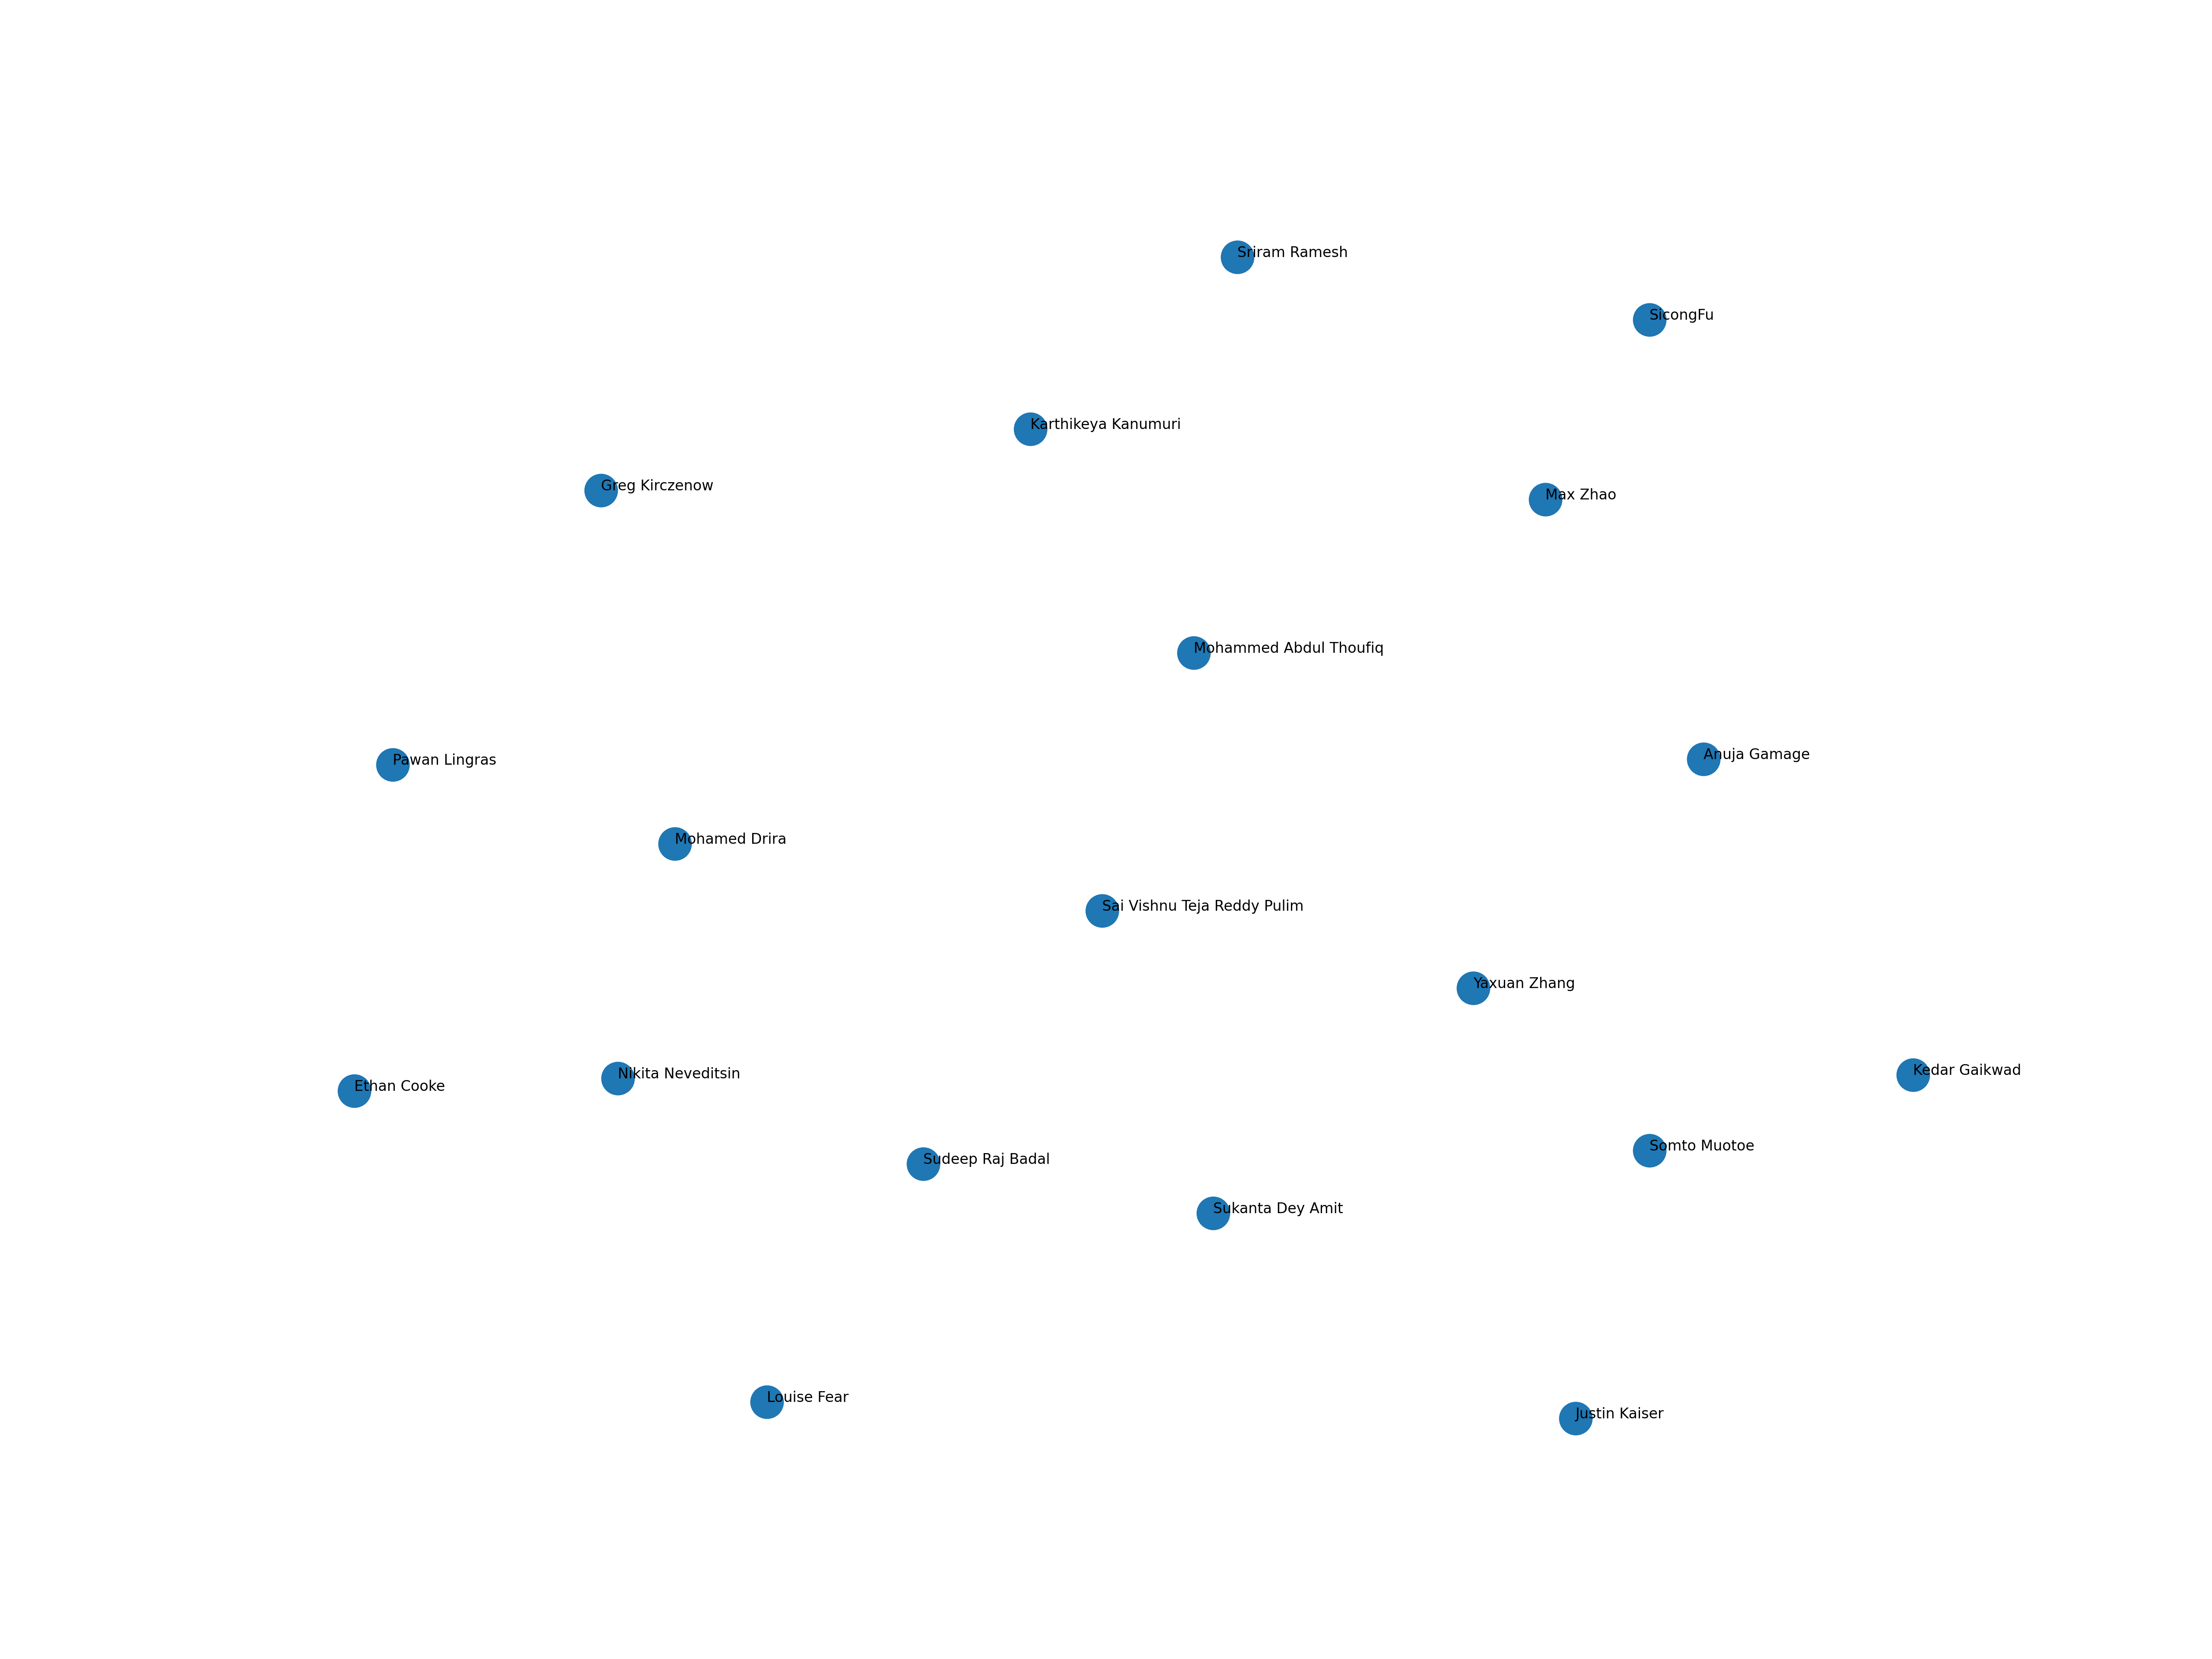 Sriram Ramesh
SicongFu
Karthikeya Kanumuri
Greg Kirczenow
Max Zhao
Mohammed Abdul Thoufiq
Pawan Lingras
Anuja Gamage
Mohamed Drira
Sai Vishnu Teja Reddy Pulim
Yaxuan Zhang
Ethan Cooke
Nikita Neveditsin
Kedar Gaikwad
Sudeep Raj Badal
Somto Muotoe
Sukanta Dey Amit
Louise Fear
Justin Kaiser